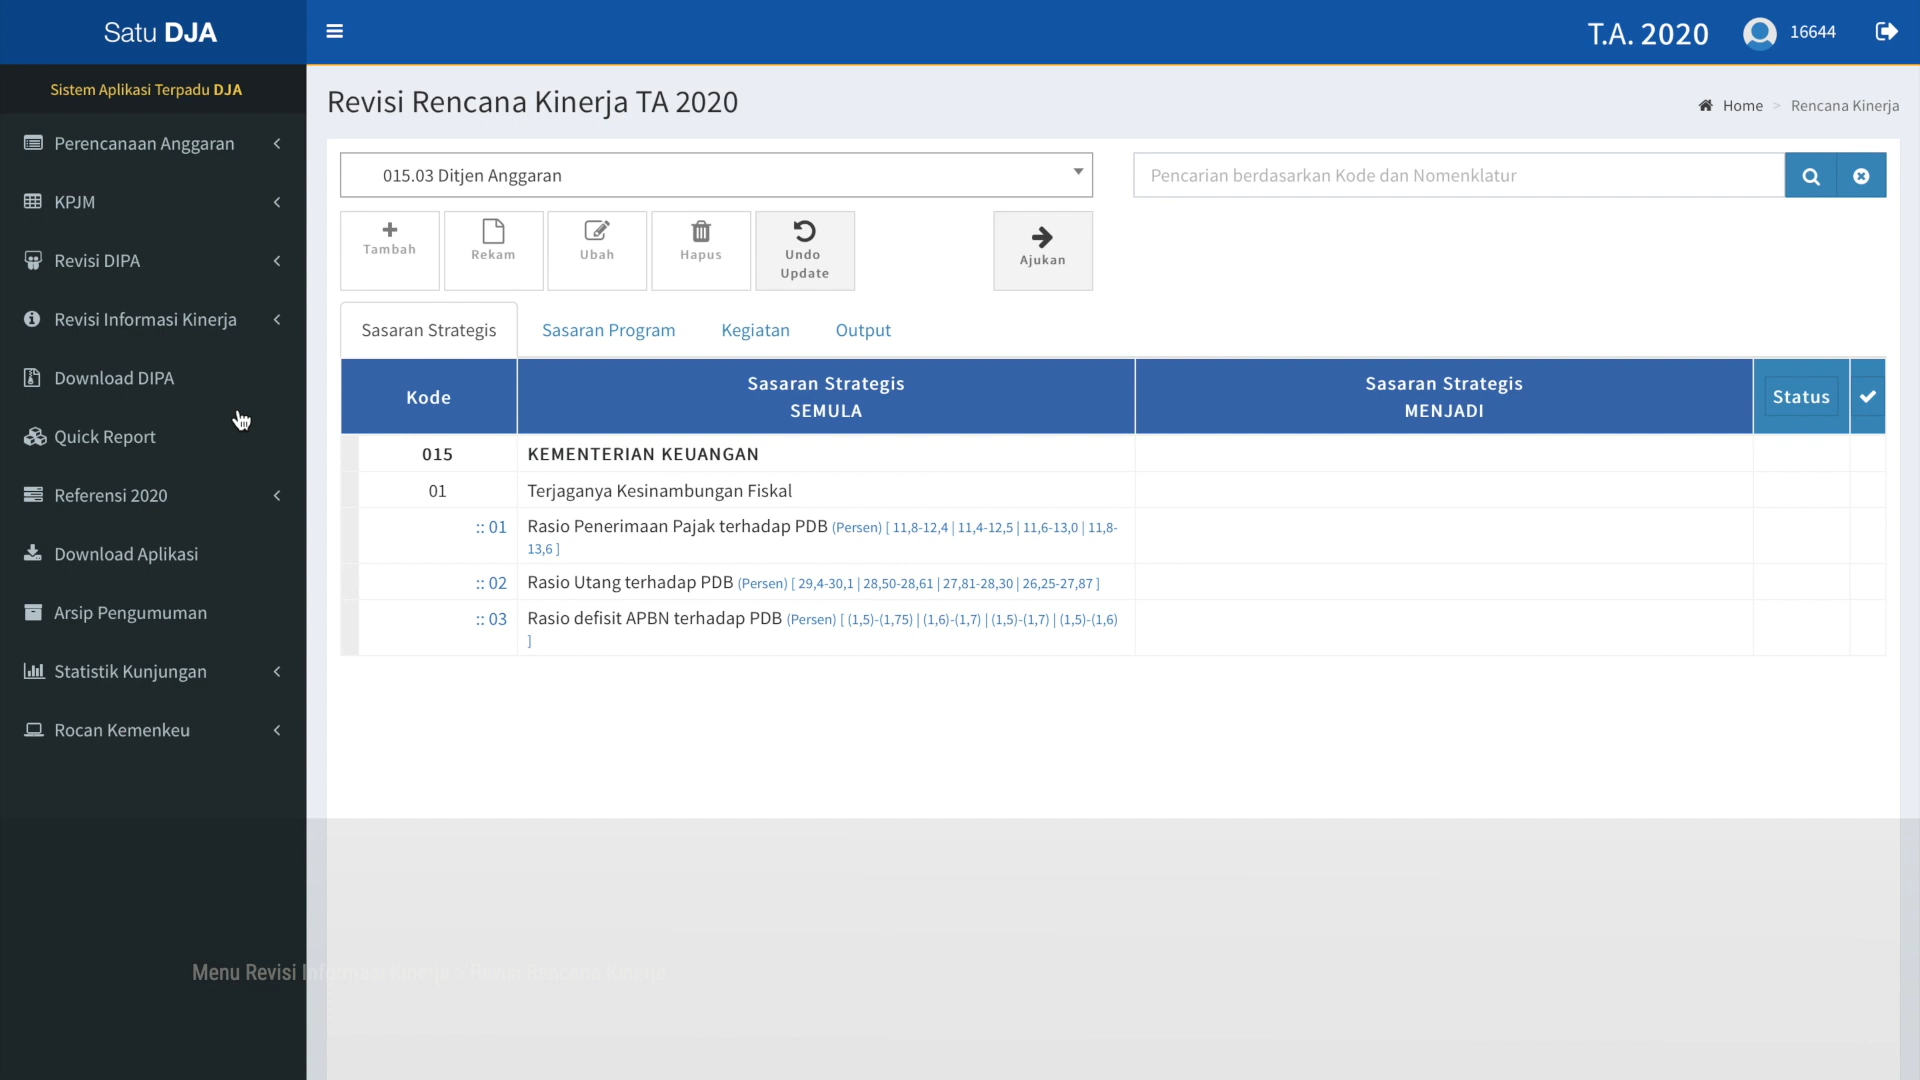 Satu DJA
T.A. 2020
16644
Sistem Aplikasi Terpadu DJA
Perencanaan Anggaran
KPJM
Revisi DIPA
Revisi Informasi Kinerja
Download DIPA
Quick Report
Referensi 2020
Download Aplikasi
Arsip Pengumuman
Statistik Kunjungan
Rocan Kemenkeu
Revisi Rencana Kinerja TA 2020
Home > Rencana Kinerja
015.03 Ditjen Anggaran
Pencarian berdasarkan Kode dan Nomenklatur
Tambah
Rekam
Ubah
Hapus
Undo
Update
Ajukan
Sasaran Strategis
Sasaran Program
Kegiatan
Output
Kode
Sasaran Strategis
SEMULA
Sasaran Strategis
MENJADI
Status
015 KEMENTERIAN KEUANGAN
01 Terjaganya Kesinambungan Fiskal
:: 01 Rasio Penerimaan Pajak terhadap PDB (Persen) [ 11,8-12,4 | 11,4-12,5 | 11,6-13,0 | 11,8-
13,6 ]
:: 02 Rasio Utang terhadap PDB (Persen) [ 29,4-30,1 | 28,50-28,61 | 27,81-28,30 | 26,25-27,87 ]
:: 03 Rasio defisit APBN terhadap PDB (Persen) [ (1,5)-(1,75) | (1,6)-(1,7) | (1,5)-(1,7) | (1,5)-(1,6)
]
Menu Revisi Informasi Kinerja > Revisi Rencana Kinerja